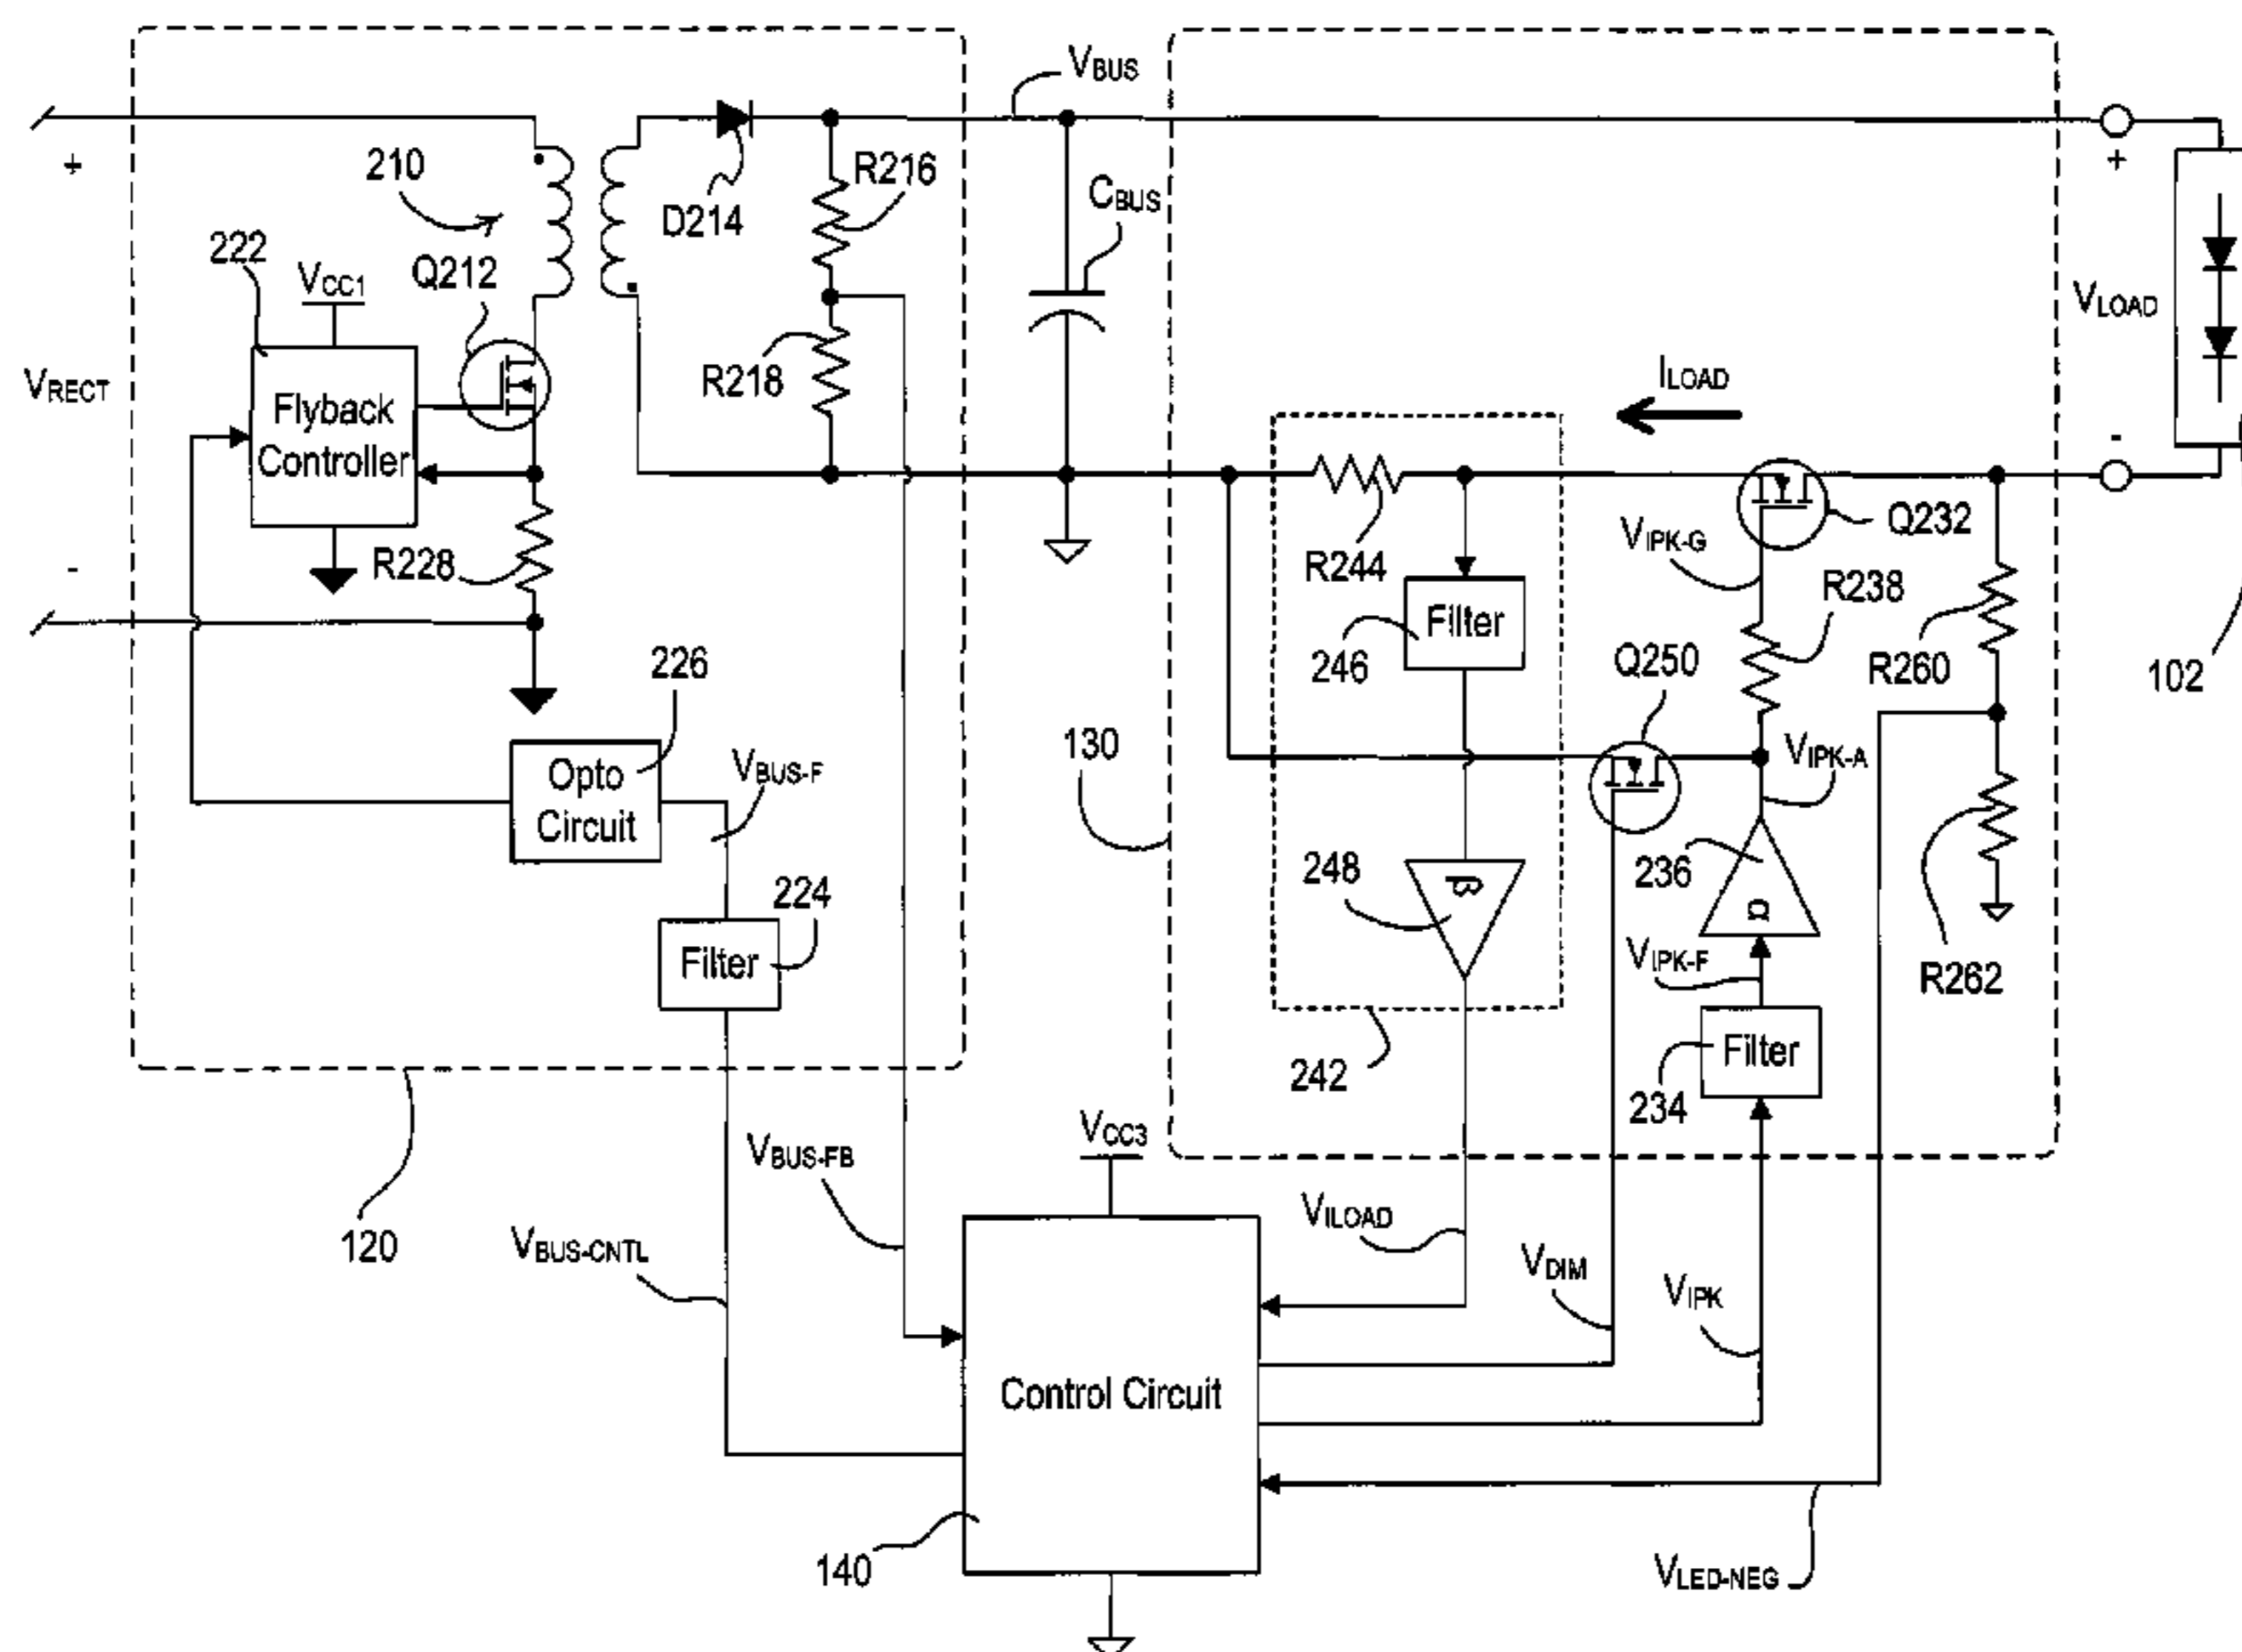 VBUS
+
210
D214
R216
CBUS
+
222
VCC1
Q212
VRECT
Flyback
Controller
R218
ILOAD
VLOAD
-
-
R228
R244
VIPK-G
Q232
226
246
Filter
Q250
R238
R260
102
Opto
Circuit
VBUS-F
130
VIPK-A
224
Filter
248
β
236
α
VIPK-F
R262
242
234
Filter
120
VBUS-CNTL
VBUS-FB
VCC3
VILOAD
VDIM
VIPK
Control Circuit
140
VLED-NEG